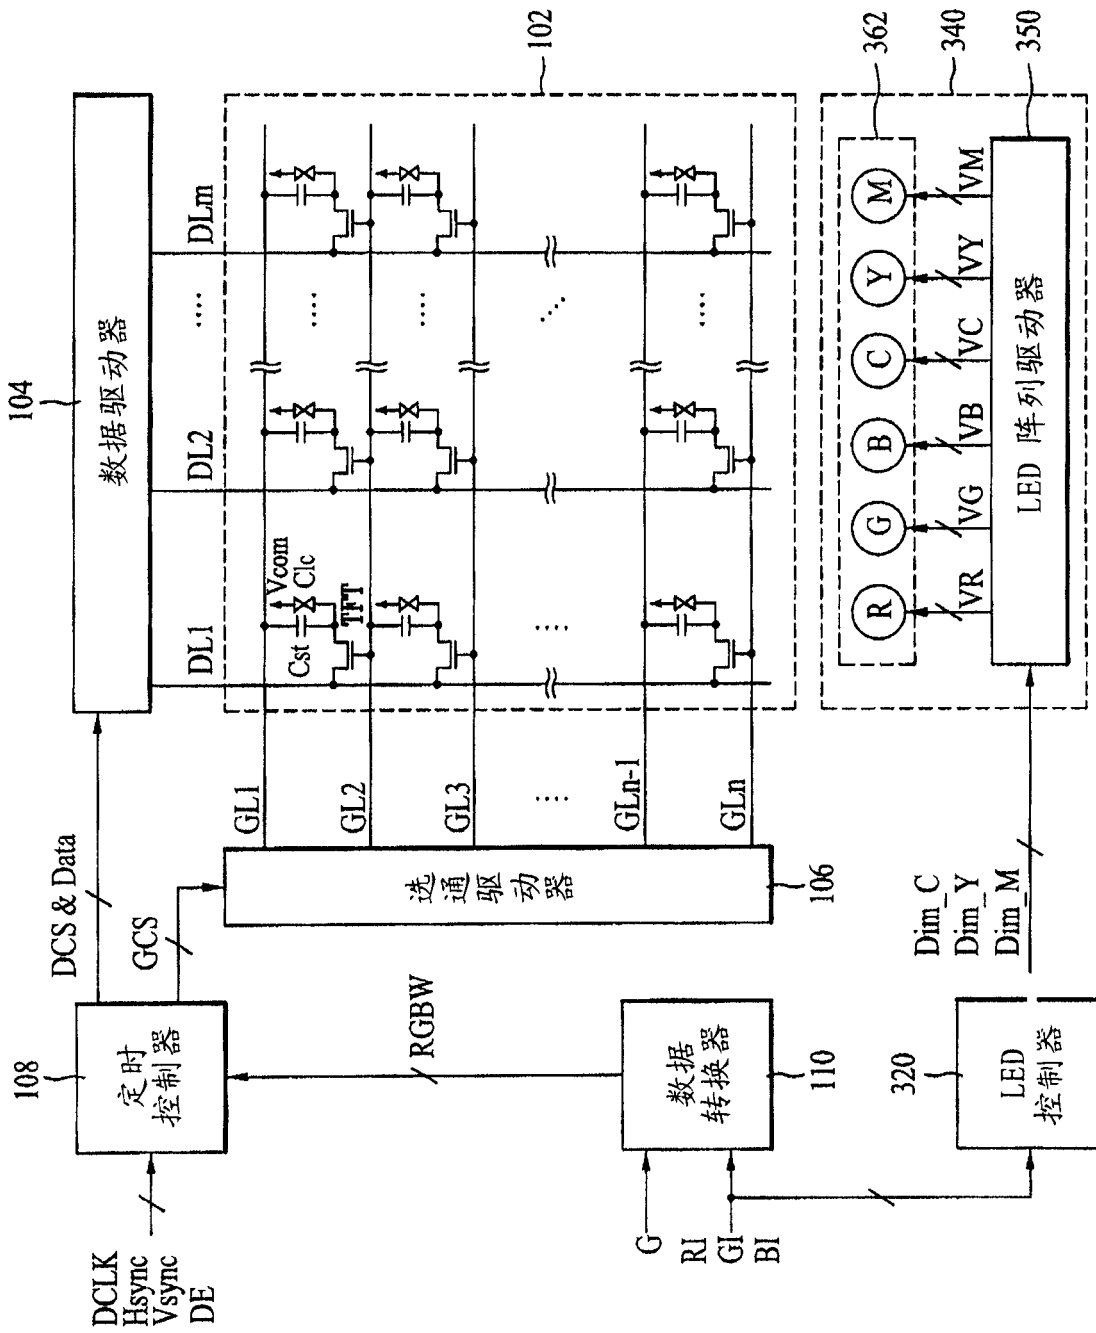 DCLK
Hsync
Vsync
DE
108
定时
控制器
DCS & Data
GCS
104
数据驱动器
DL1
DL2
....
DLm
Vcom
Clc
Cst
TFT
102
GL1
GL2
GL3
....
GLn-1
GLn
....
....
....
....
....
选通驱动器
106
RGBW
G
RI
GI
BI
数据
转换器
110
320
LED
控制器
Dim_C
Dim_Y
Dim_M
R
G
B
C
Y
M
362
340
350
VR
VG
VB
VC
VY
VM
LED 阵列驱动器